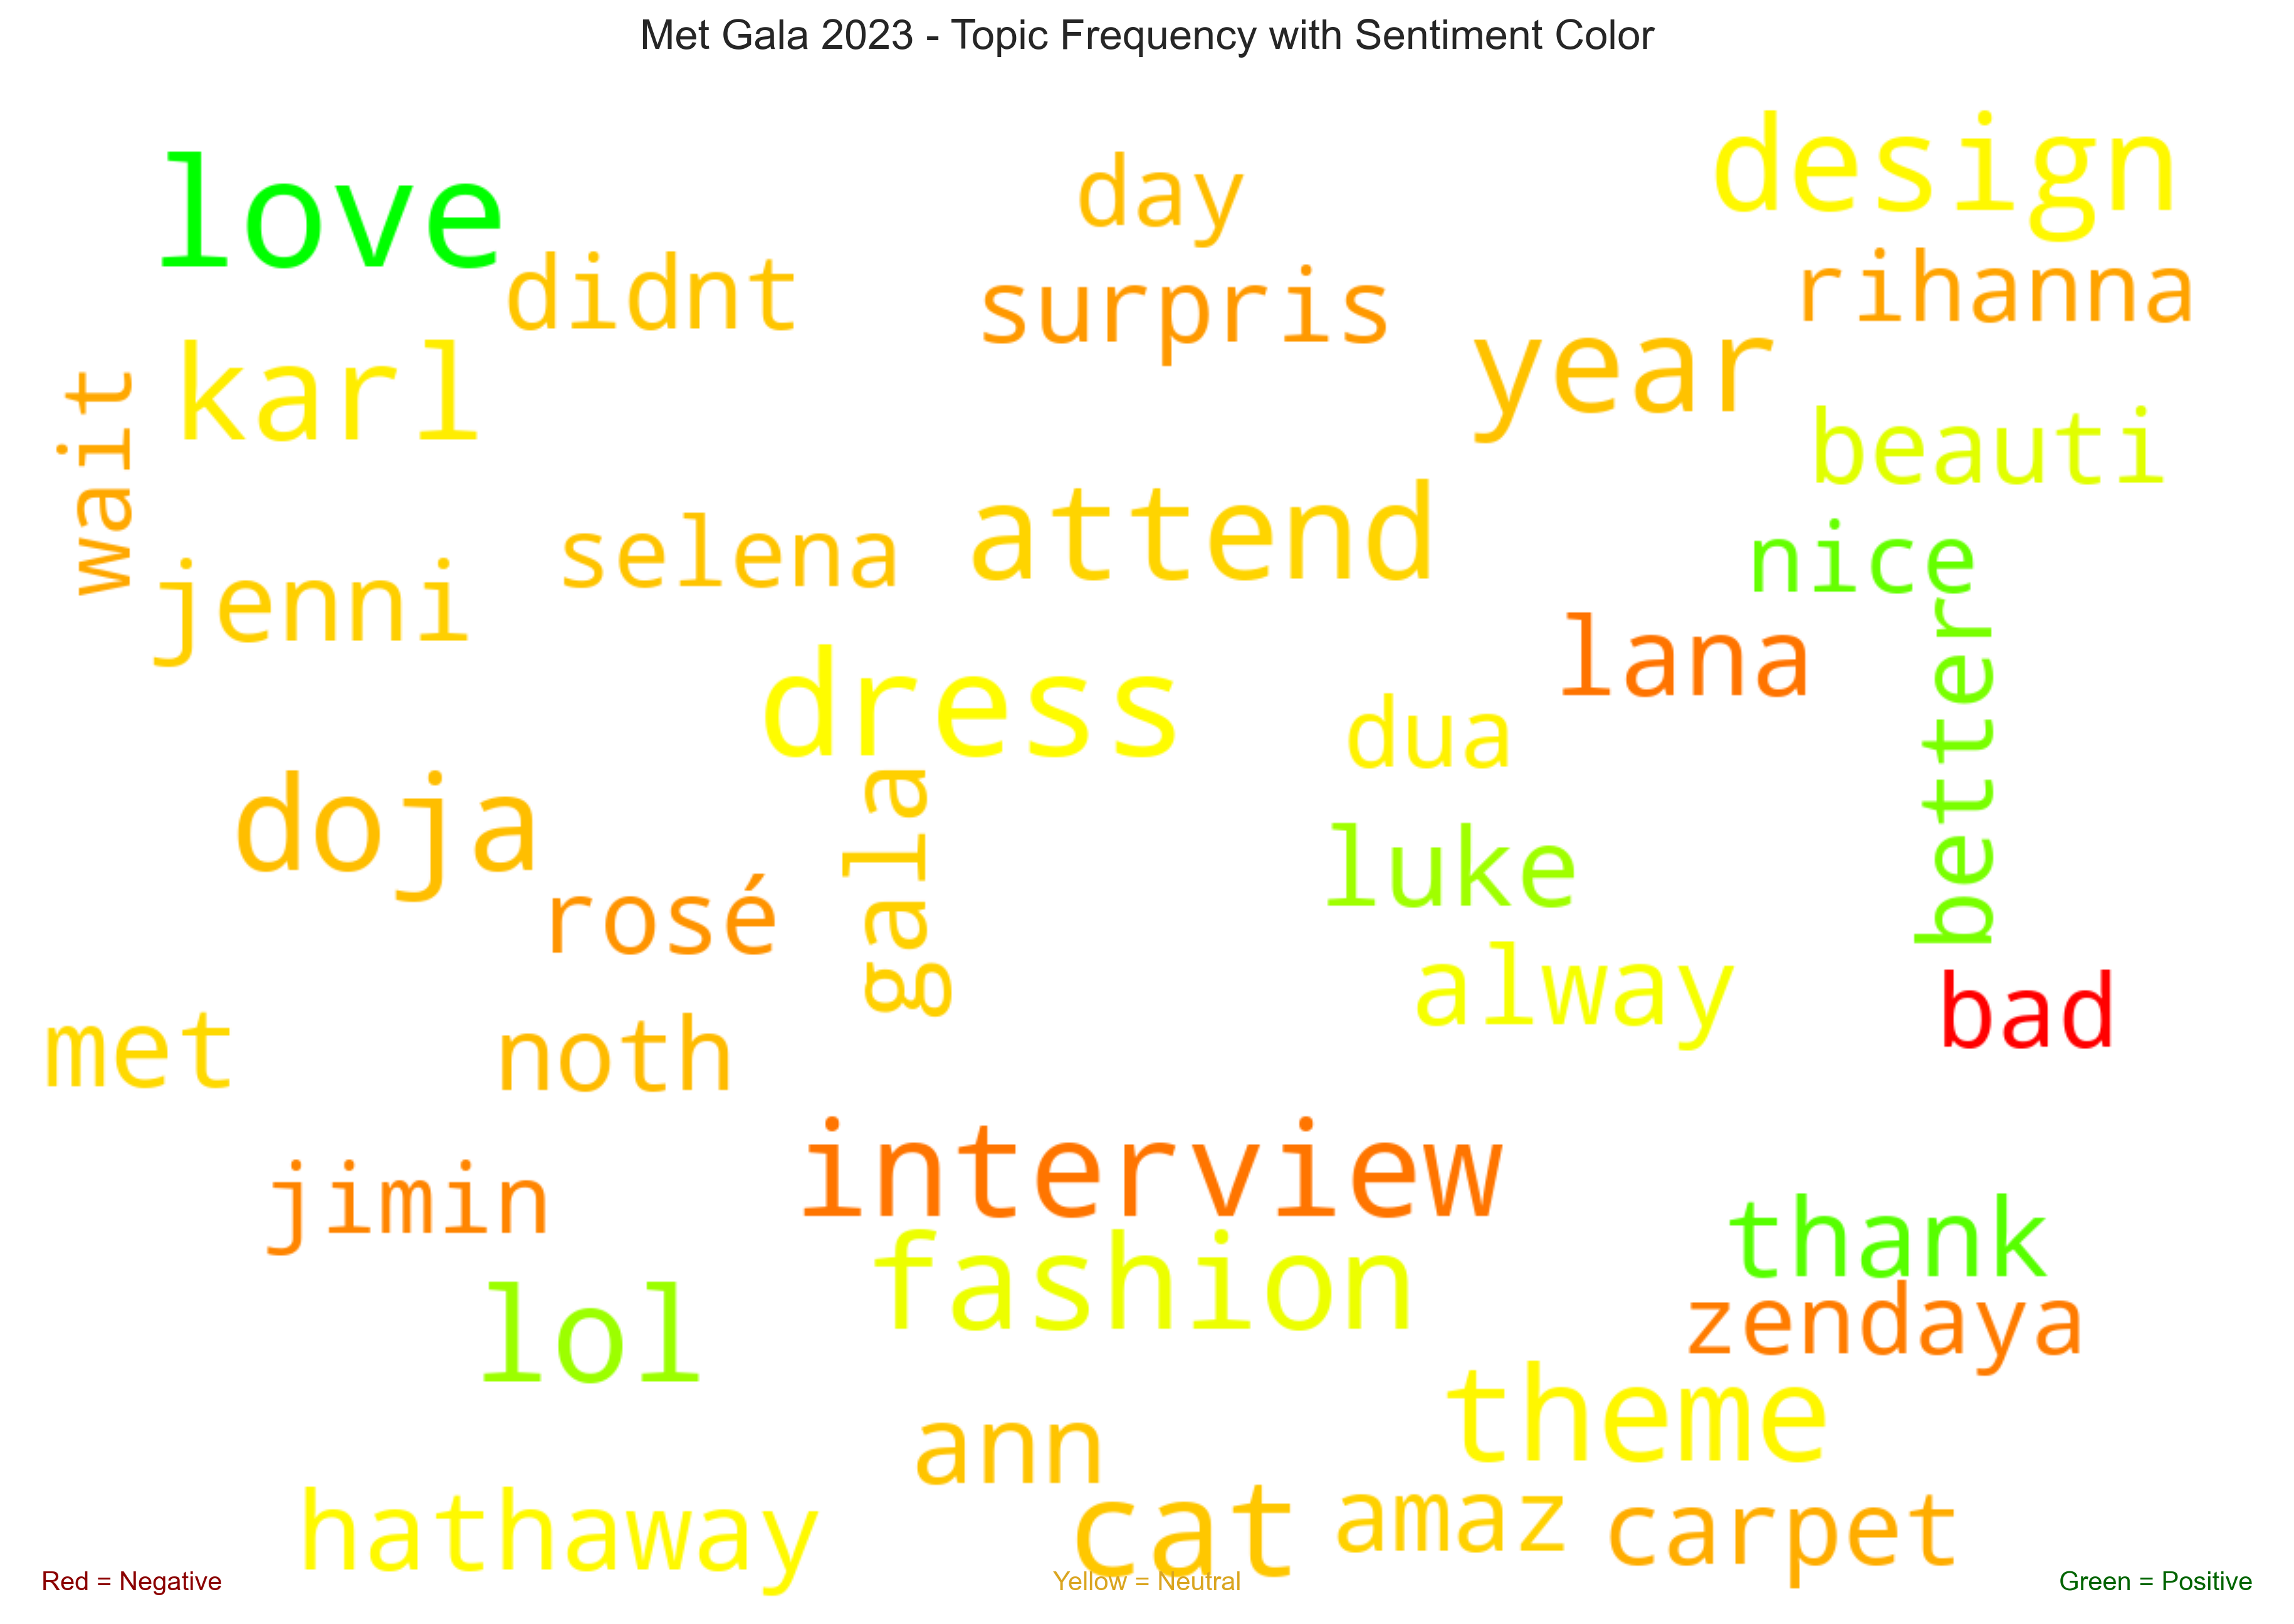 Met Gala 2023 - Topic Frequency with Sentiment Color
love
day
design
didnt
surpris
rihanna
karl
year
wait
beauti
selena
attend
nice
jenni
lana
better
dress
dua
doja
gala
luke
rosé
alway
bad
met
noth
interview
jimin
thank
fashion
zendaya
lol
theme
ann
hathaway
cat
amaz
carpet
Red = Negative
Yellow = Neutral
Green = Positive